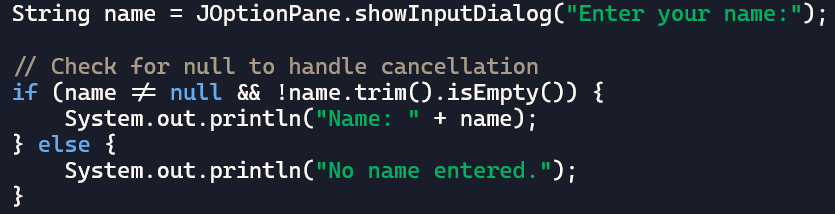 String name = JOptionPane.showInputDialog("Enter your name:");

// Check for null to handle cancellation
if (name != null && !name.trim().isEmpty()) {
    System.out.println("Name: " + name);
} else {
    System.out.println("No name entered.");
}